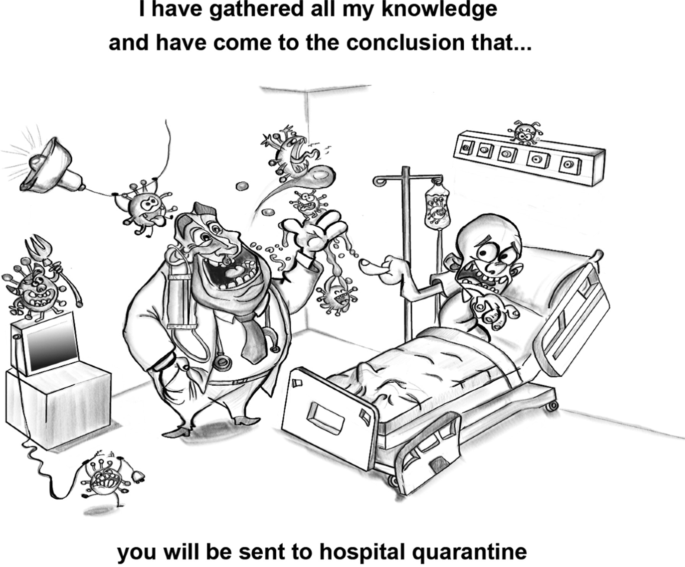 I have gathered all my knowledge
and have come to the conclusion that...
you will be sent to hospital quarantine